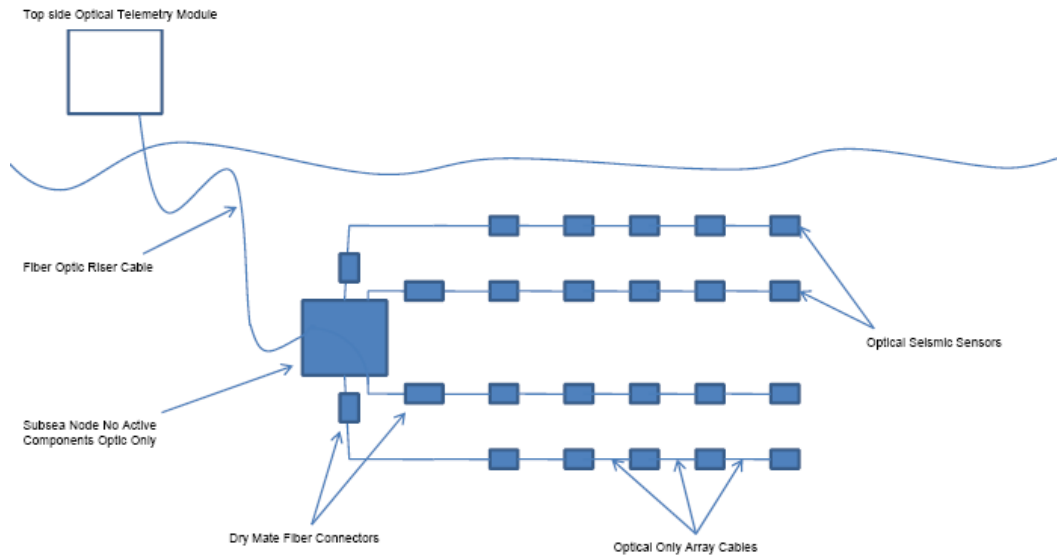 Top side Optical Telemetry Module
Fiber Optic Riser Cable
Optical Seismic Sensors
Subsea Node No Active
Components Optic Only
Dry Mate Fiber Connectors
Optical Only Array Cables